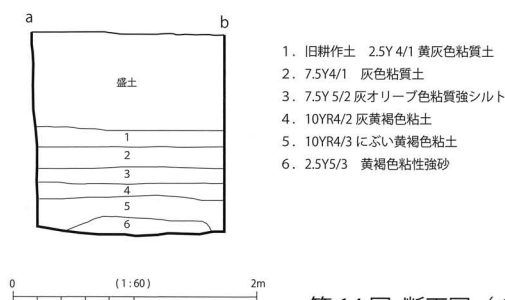 a
b
盛土
1
2
3
4
5
6
1．旧耕作土 2.5Y 4/1 黄灰色粘質土
2．7.5Y4/1 灰色粘質土
3．7.5Y 5/2 灰オリーブ色粘質強シルト
4．10YR4/2 灰黄褐色粘土
5．10YR4/3 にぶい黄褐色粘土
6．2.5Y5/3 黄褐色粘性強砂
0 （1：60） 2m